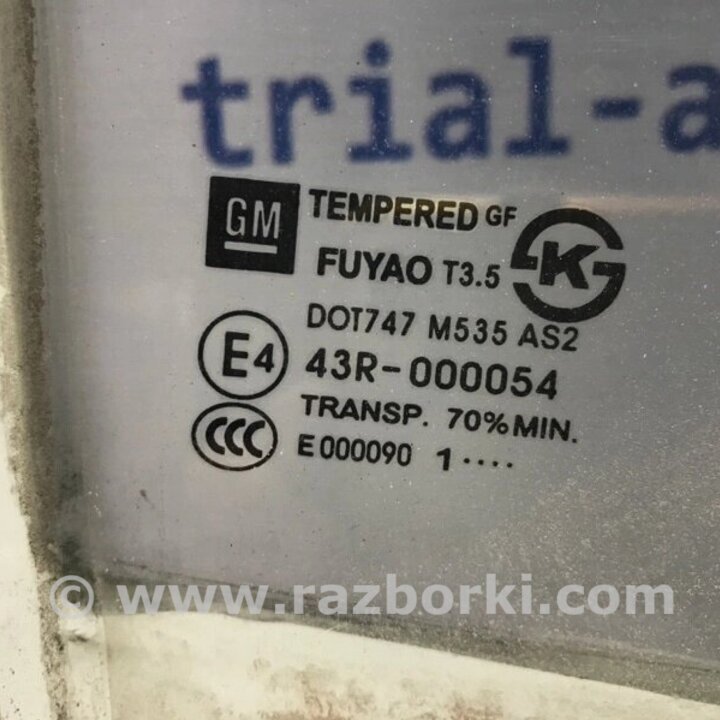 trial-a
GM TEMPERED GF
FUYAO T3.5 K
DOT747 M535 AS2
E4 43R-000054
TRANSP. 70%MIN.
CCC E000090 1 ····
© www.razborki.com